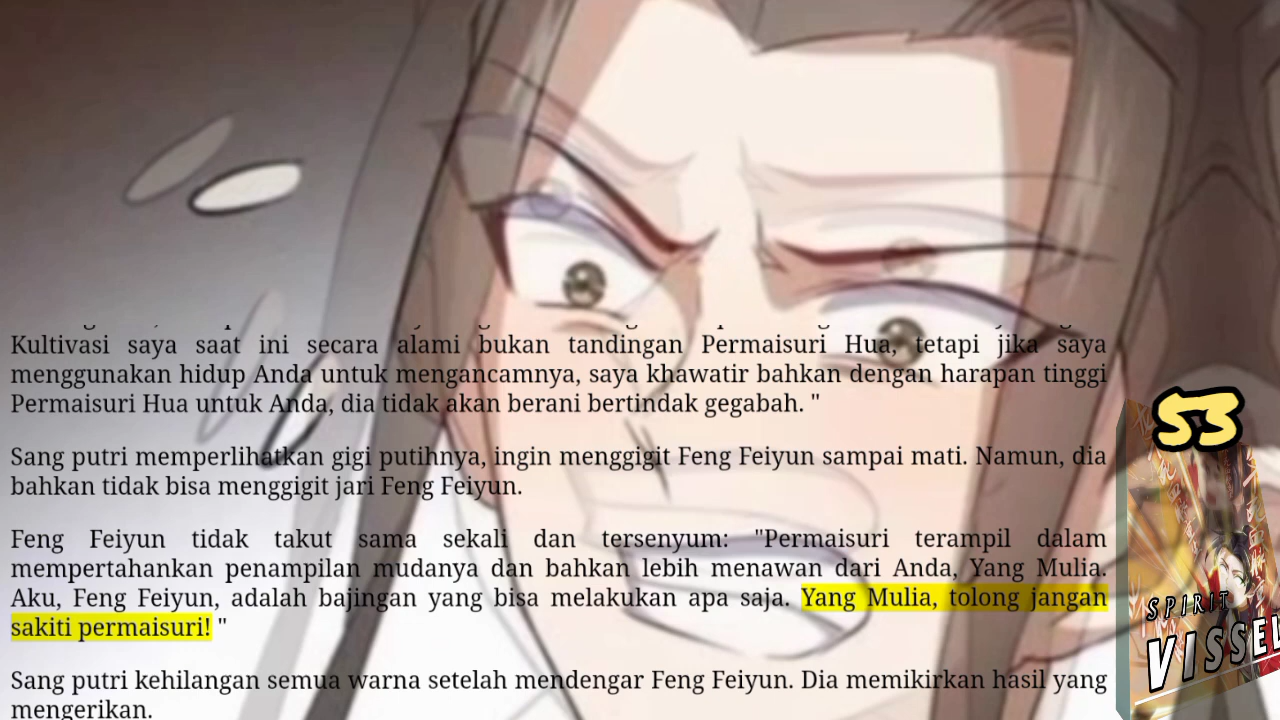 Kultivasi saya saat ini secara alami bukan tandingan Permaisuri Hua, tetapi jika saya
menggunakan hidup Anda untuk mengancamnya, saya khawatir bahkan dengan harapan tinggi
Permaisuri Hua untuk Anda, dia tidak akan berani bertindak gegabah. "
Sang putri memperlihatkan gigi putihnya, ingin menggigit Feng Feiyun sampai mati. Namun, dia
bahkan tidak bisa menggigit jari Feng Feiyun.
Feng Feiyun tidak takut sama sekali dan tersenyum: "Permaisuri terampil dalam
mempertahankan penampilan mudanya dan bahkan lebih menawan dari Anda, Yang Mulia.
Aku, Feng Feiyun, adalah bajingan yang bisa melakukan apa saja. Yang Mulia, tolong jangan
sakiti permaisuri! "
Sang putri kehilangan semua warna setelah mendengar Feng Feiyun. Dia memikirkan hasil yang
mengerikan.
53
SPIRIT
VISSEL